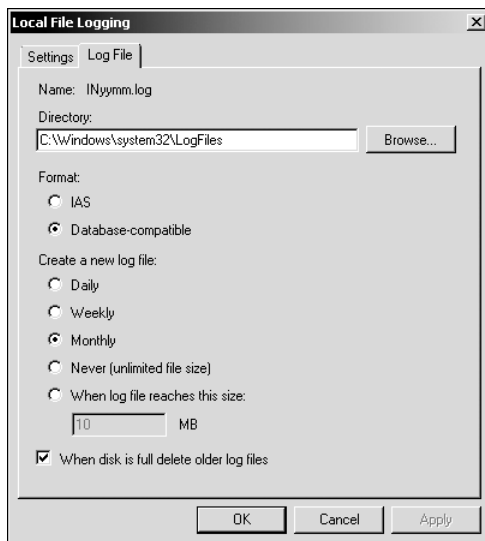 Local File Logging
Settings
Log File
Name: INyymm.log
Directory:
C:\Windows\system32\LogFiles
Browse...
Format:
IAS
Database-compatible
Create a new log file:
Daily
Weekly
Monthly
Never (unlimited file size)
When log file reaches this size:
10 MB
When disk is full delete older log files
OK
Cancel
Apply